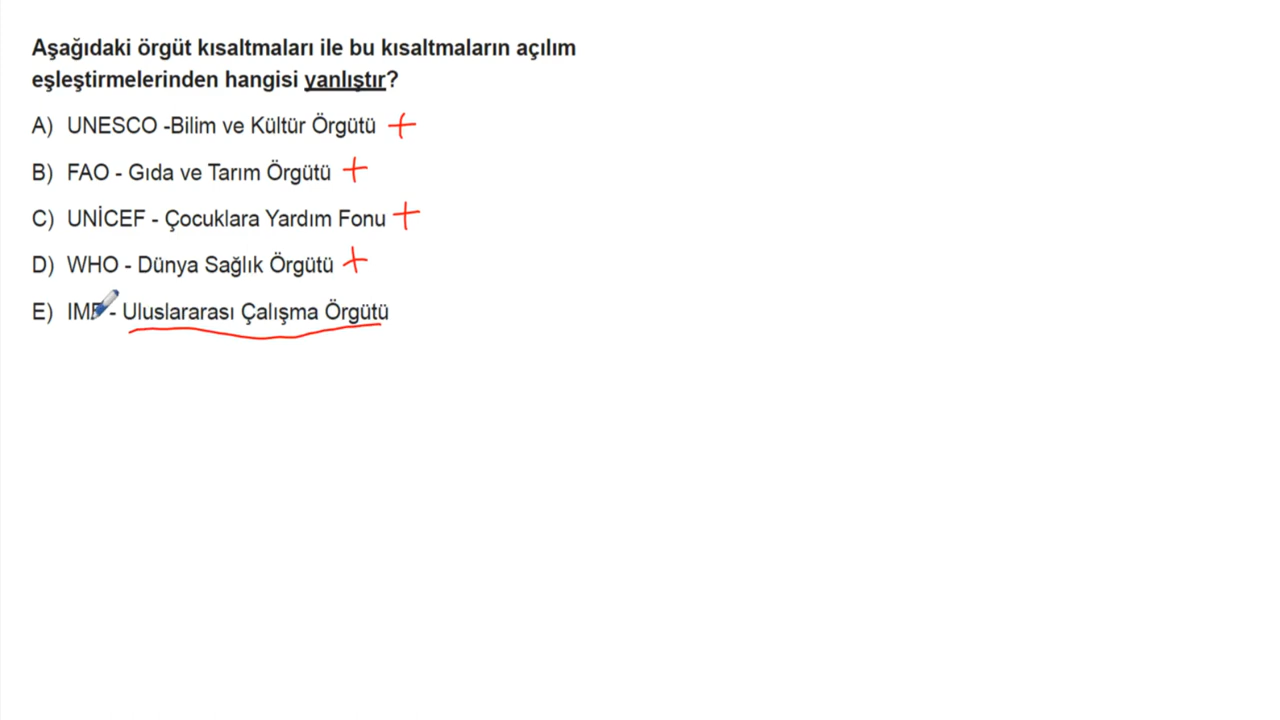 Aşağıdaki örgüt kısaltmaları ile bu kısaltmaların açılım
eşleştirmelerinden hangisi yanlıştır?
A) UNESCO -Bilim ve Kültür Örgütü +
B) FAO - Gıda ve Tarım Örgütü +
C) UNİCEF - Çocuklara Yardım Fonu +
D) WHO - Dünya Sağlık Örgütü +
E) IMF - Uluslararası Çalışma Örgütü